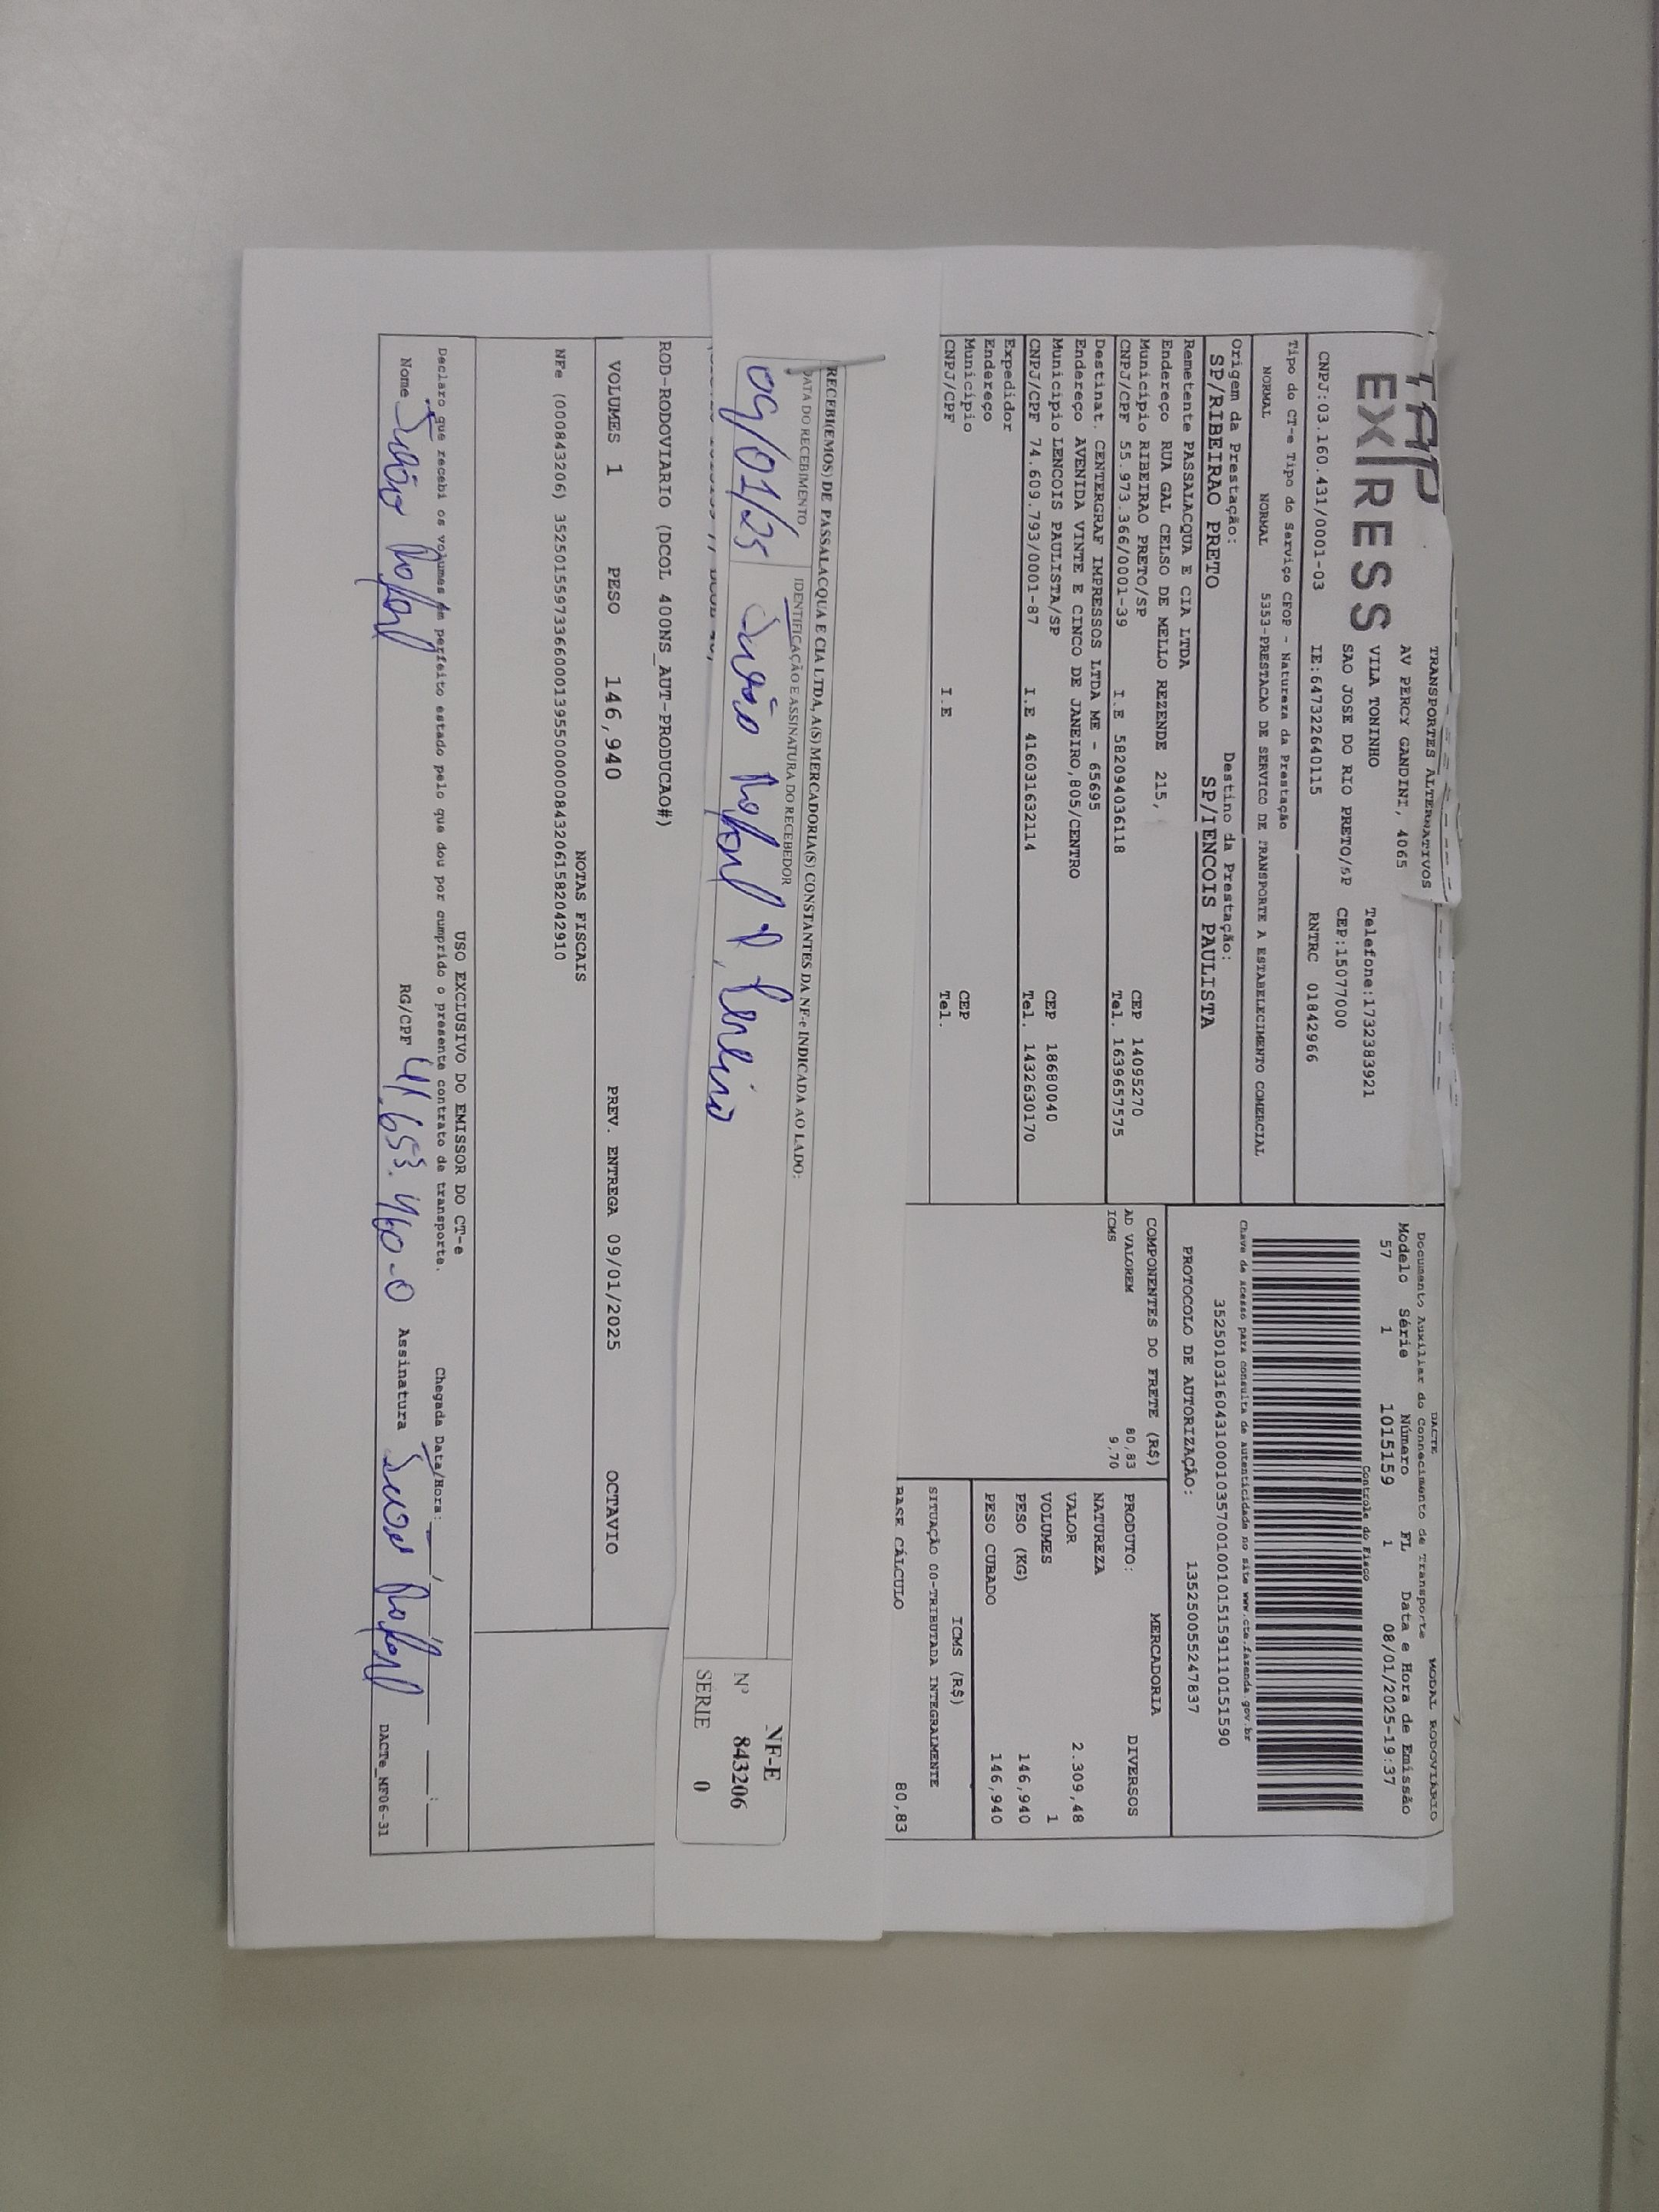 TAP
EXPRESS
TRANSPORTES ALTERNATIVOS
AV PERCY GANDINI, 4065
VILA TONINHO Telefone:1732383921
SAO JOSE DO RIO PRETO/SP CEP:15077000
CNPJ:03.160.431/0001-03 IE:647322640115 RNTRC 01842966
Tipo do CT-e Tipo do Serviço CFOP - Natureza da Prestação
NORMAL NORMAL 5353-PRESTACAO DE SERVICO DE TRANSPORTE A ESTABELECIMENTO COMERCIAL
Origem da Prestação: Destino da Prestação:
SP/RIBEIRAO PRETO SP/LENCOIS PAULISTA
Remetente PASSALACQUA E CIA LTDA
Endereço RUA GAL CELSO DE MELLO REZENDE 215,
Município RIBEIRAO PRETO/SP CEP 14095270
CNPJ/CPF 55.973.366/0001-39 I.E 582094036118 Tel. 1639657575
Destinat. CENTERGRAF IMPRESSOS LTDA ME - 65695
Endereço AVENIDA VINTE E CINCO DE JANEIRO,805/CENTRO
Município LENCOIS PAULISTA/SP CEP 18680040
CNPJ/CPF 74.609.793/0001-87 I.E 416031632114 Tel. 1432630170
Expedidor
Endereço
Município CEP
CNPJ/CPF I.E Tel.
DACTE MODAL RODOVIÁRIO
Documento Auxiliar do Conhecimento de Transporte
Modelo Série Número FL Data e Hora de Emissão
57 1 1015159 1 08/01/2025-19:37
Controle do Fisco
Chave de acesso para consulta de autenticidade no site www.cte.fazenda.gov.br
35250103160431000103570010010151591110151590
PROTOCOLO DE AUTORIZAÇÃO: 135250055247837
COMPONENTES DO FRETE (R$)
AD VALOREM 80,83
ICMS 9,70
MERCADORIA
PRODUTO: DIVERSOS
NATUREZA
VALOR 2.309,48
VOLUMES 1
PESO (KG) 146,940
PESO CUBADO 146,940
ICMS (R$)
SITUAÇÃO 00-TRIBUTADA INTEGRALMENTE
BASE CÁLCULO 80,83
RECEBI(EMOS) DE PASSALACQUA E CIA LTDA, A(S) MERCADORIA(S) CONSTANTES DA NF-e INDICADA AO LADO:
DATA DO RECEBIMENTO IDENTIFICAÇÃO E ASSINATURA DO RECEBEDOR
09/01/25
NF-E
Nº 843206
SERIE 0
ROD-RODOVIARIO (DCOL 400NS_AUT-PRODUCAO#)
VOLUMES 1 PESO 146,940 PREV. ENTREGA 09/01/2025 OCTAVIO
NOTAS FISCAIS
NFe (000843206) 35250155973366000139550000008432061582042910
USO EXCLUSIVO DO EMISSOR DO CT-e
Declaro que recebi os volumes em perfeito estado pelo que dou por cumprido o presente contrato de transporte. Chegada Data/Hora: ___/___/___ ___:___
Nome RG/CPF 41.653.460-0 Assinatura
DACTe_NF06-31